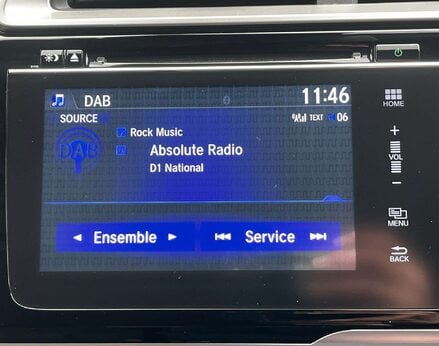 DAB 11:46
SOURCE TEXT 06
Rock Music
DAB Absolute Radio
D1 National
Ensemble Service
HOME
+
VOL
-
MENU
BACK